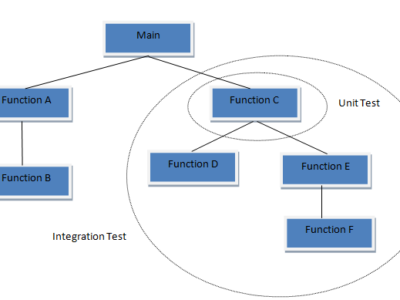 Main
Function A
Function C
Unit Test
Function D
Function E
Function B
Function F
Integration Test